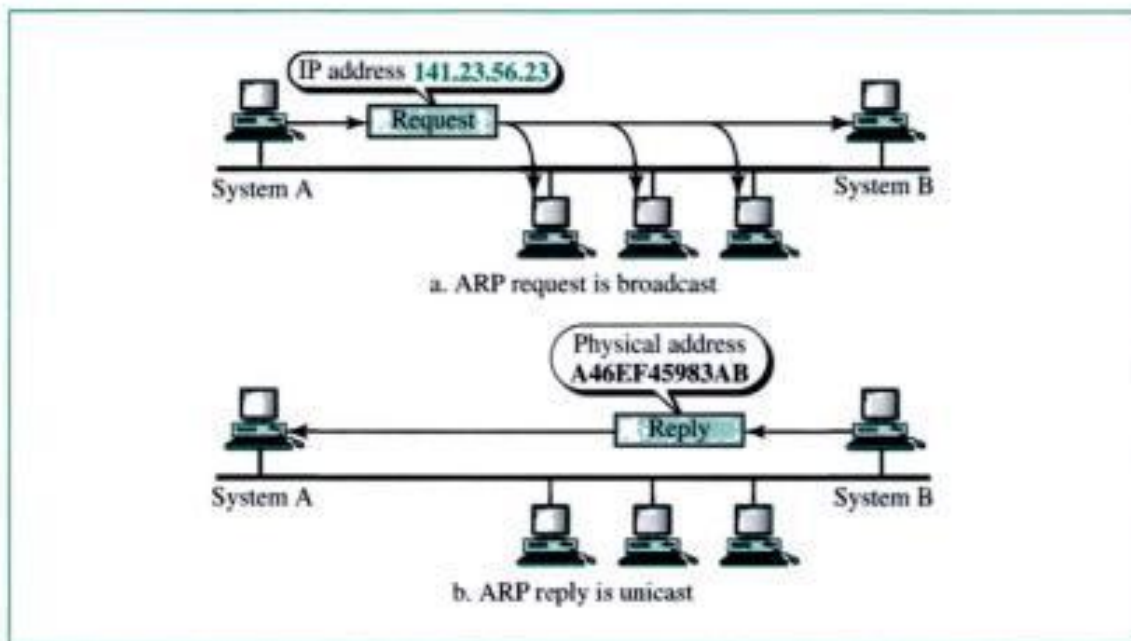 IP address 141.23.56.23
Request
System A
System B
a. ARP request is broadcast
Physical address
A46EF45983AB
Reply
System A
System B
b. ARP reply is unicast